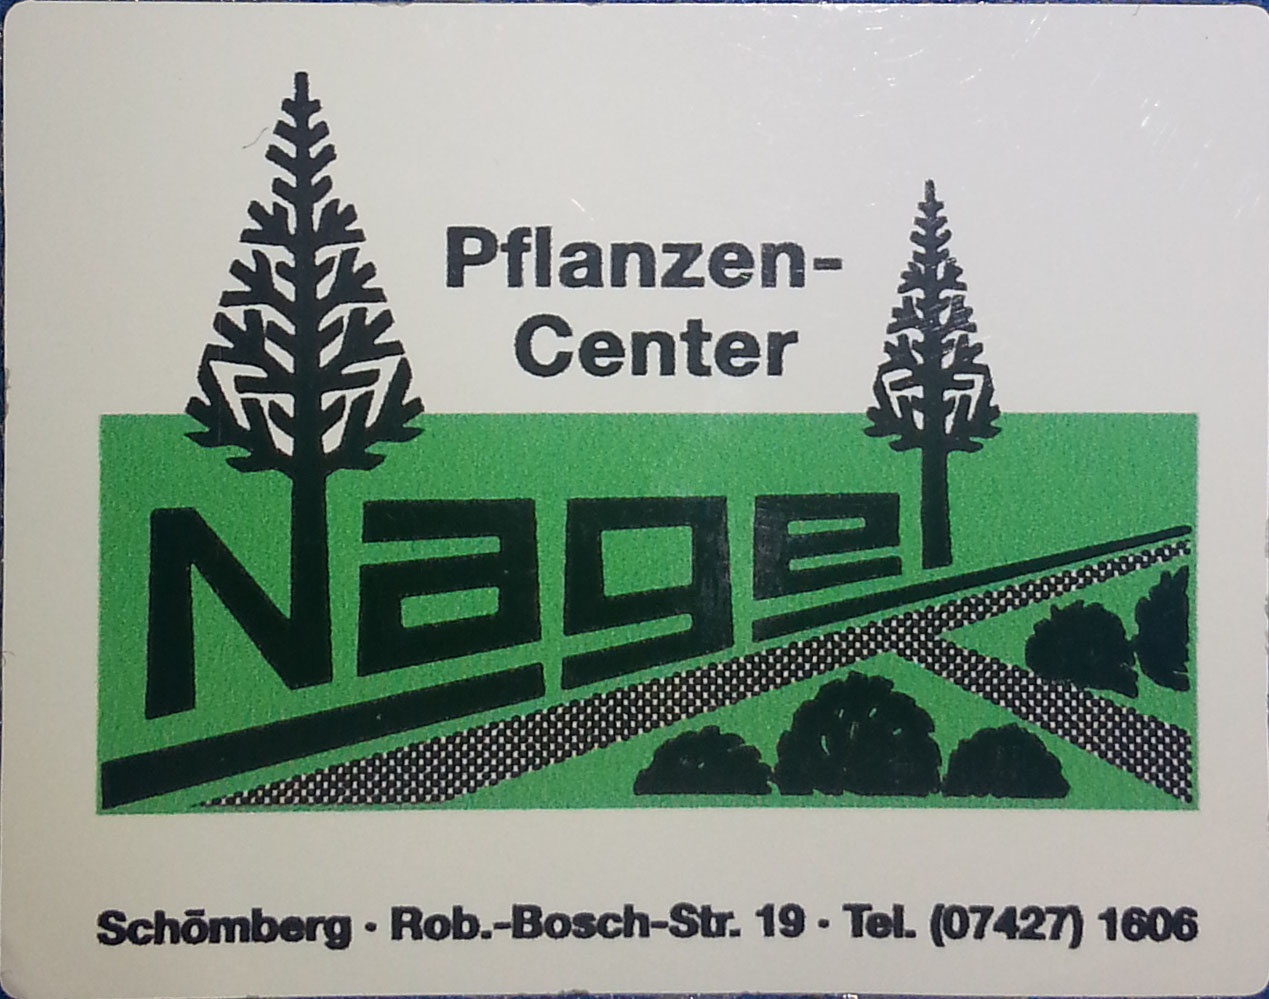 Pflanzen-
Center
Nagel
Schömberg · Rob.-Bosch-Str. 19 · Tel. (07427) 1606